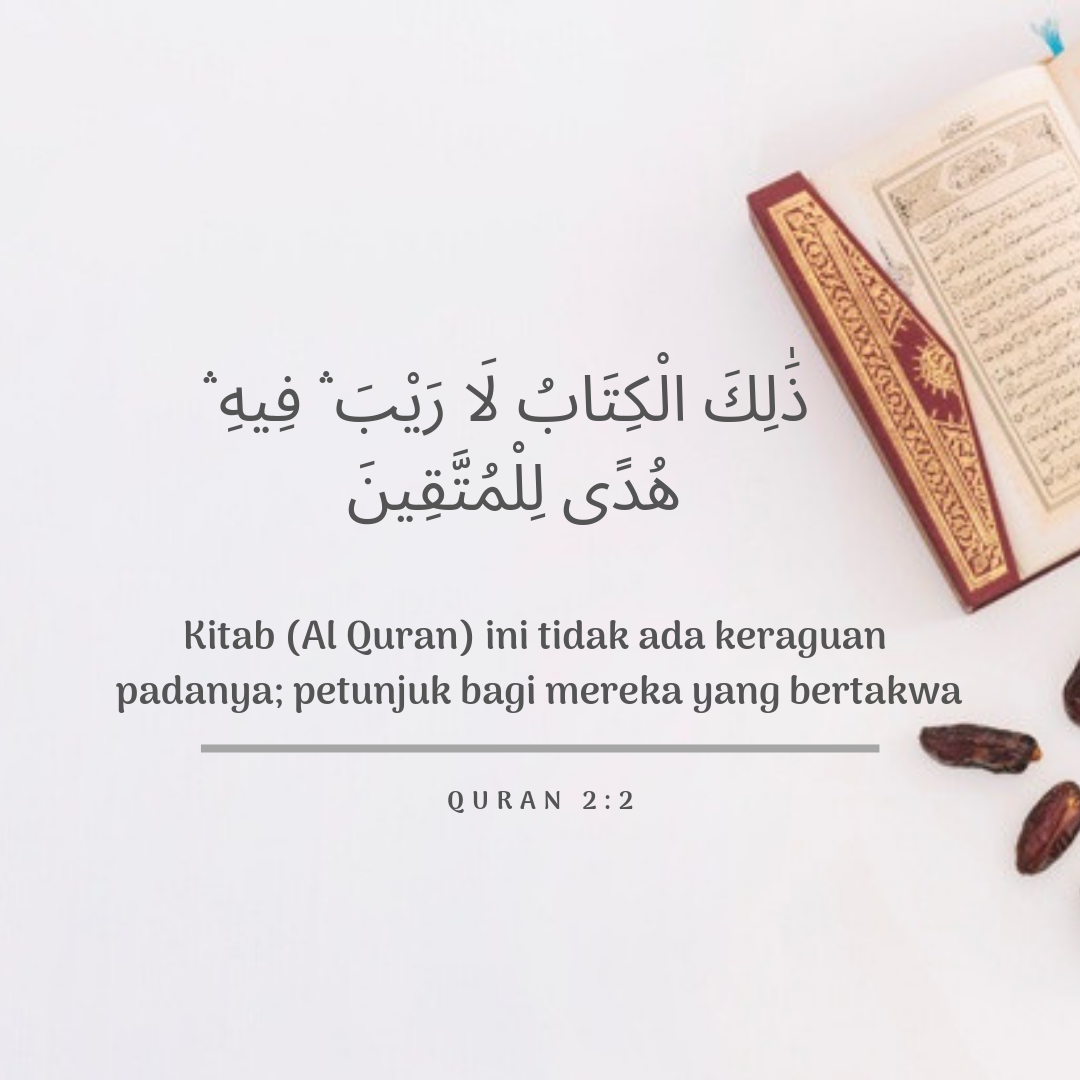 ذَٰلِكَ الْكِتَابُ لَا رَيْبَ ۛ فِيهِ ۛ
هُدًى لِلْمُتَّقِينَ
Kitab (Al Quran) ini tidak ada keraguan
padanya; petunjuk bagi mereka yang bertakwa
QURAN 2:2